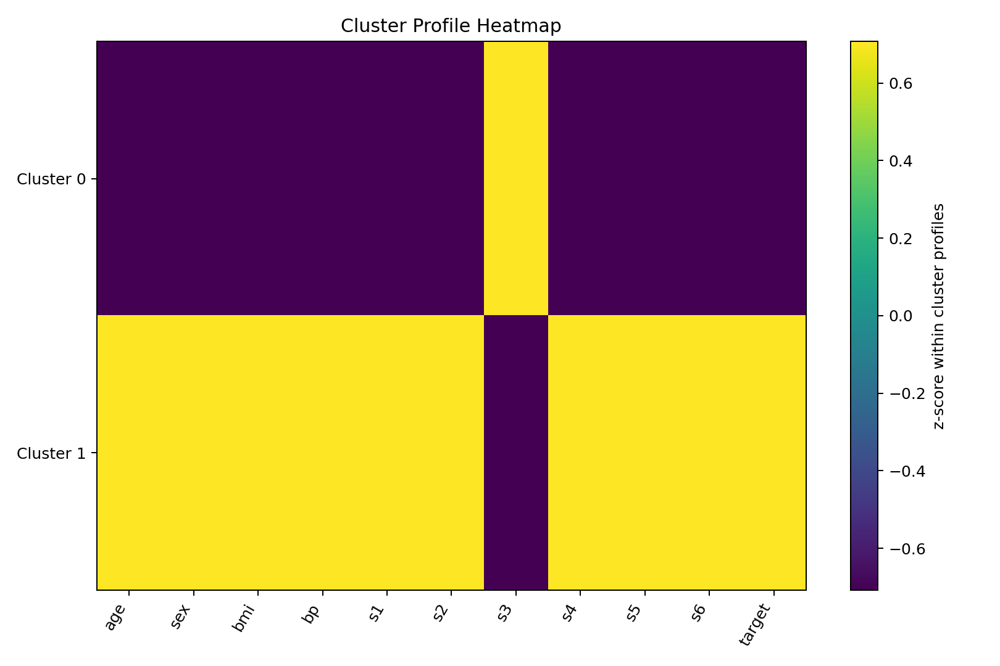 Cluster Profile Heatmap
Cluster 0
Cluster 1
age
sex
bmi
bp
s1
s2
s3
s4
s5
s6
target
0.6
0.4
0.2
0.0
−0.2
−0.4
−0.6
z-score within cluster profiles